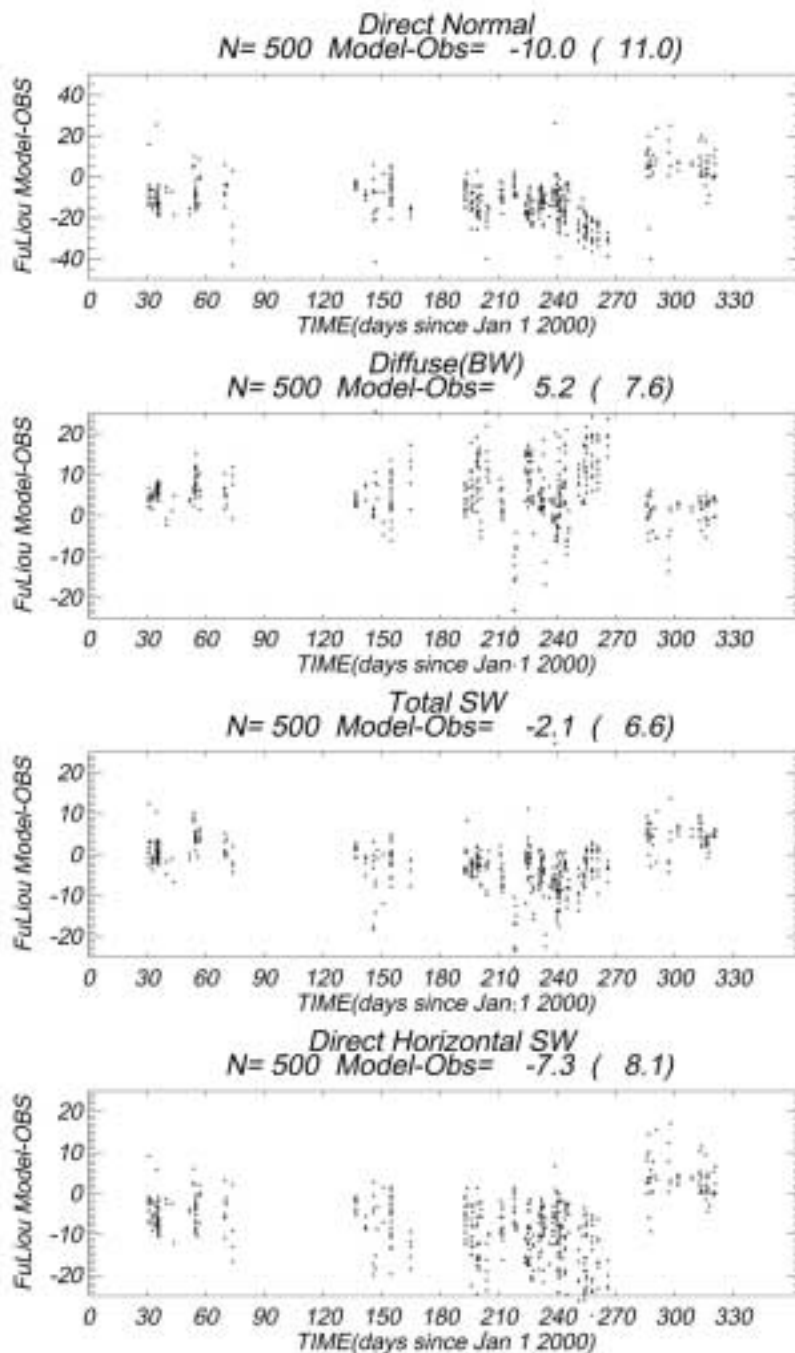 Direct Normal
N= 500 Model-Obs= -10.0 ( 11.0)
FuLiou Model-OBS
40
20
0
-20
-40
0 30 60 90 120 150 180 210 240 270 300 330
TIME(days since Jan 1 2000)
Diffuse(BW)
N= 500 Model-Obs= 5.2 ( 7.6)
FuLiou Model-OBS
20
10
0
-10
-20
0 30 60 90 120 150 180 210 240 270 300 330
TIME(days since Jan 1 2000)
Total SW
N= 500 Model-Obs= -2.1 ( 6.6)
FuLiou Model-OBS
20
10
0
-10
-20
0 30 60 90 120 150 180 210 240 270 300 330
TIME(days since Jan 1 2000)
Direct Horizontal SW
N= 500 Model-Obs= -7.3 ( 8.1)
FuLiou Model-OBS
20
10
0
-10
-20
0 30 60 90 120 150 180 210 240 270 300 330
TIME(days since Jan 1 2000)